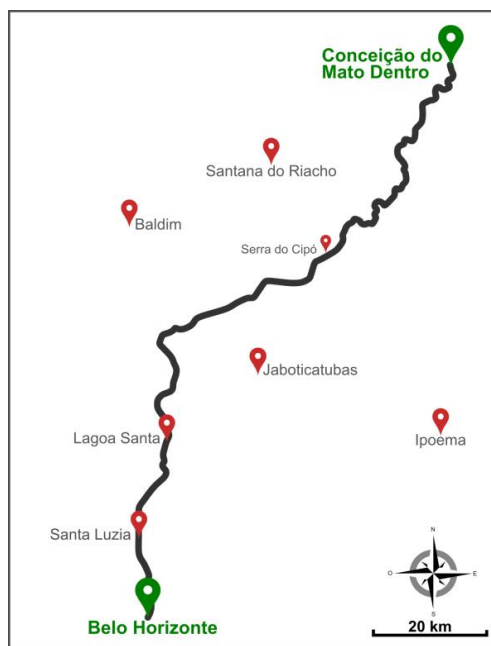 Conceição do
Mato Dentro
Santana do Riacho
Baldim
Serra do Cipó
Jaboticatubas
Ipoema
Lagoa Santa
Santa Luzia
N
O
E
S
Belo Horizonte
20 km